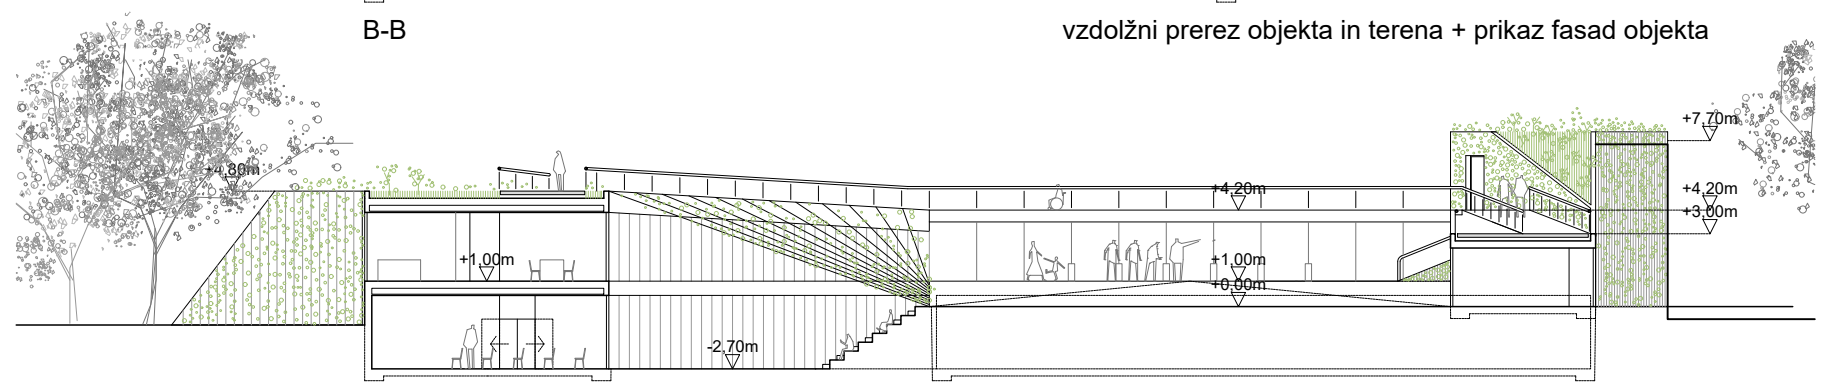 B-B
vzdolžni prerez objekta in terena + prikaz fasad objekta
+7,70m
+4,80m
+4,20m
+4,20m
+3,00m
+1,00m
+1,00m
+0,00m
-2,70m